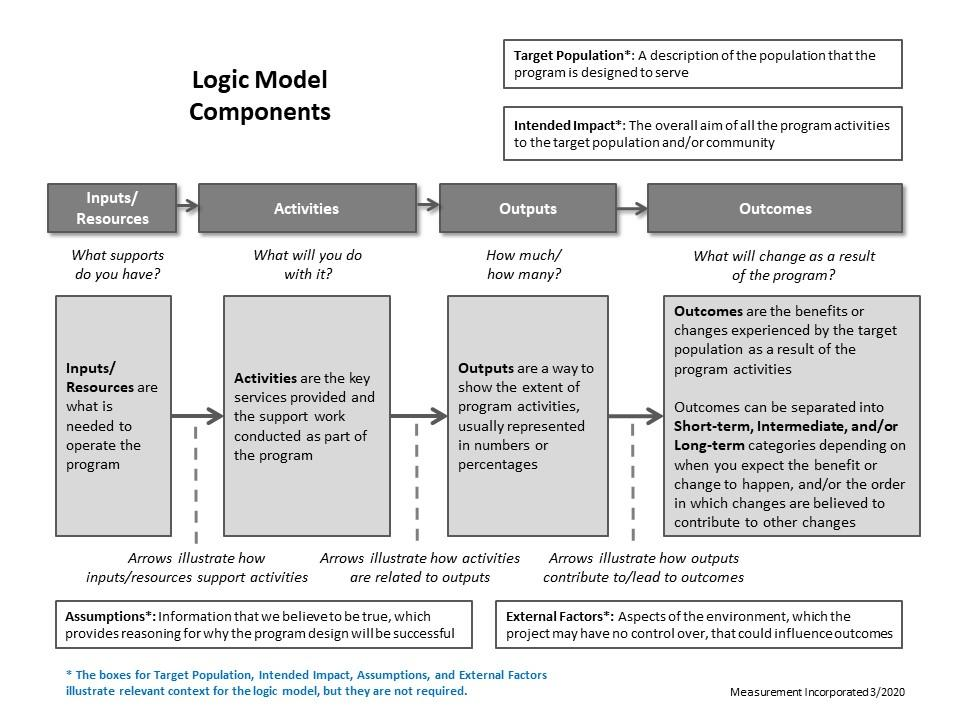 Logic Model
Components
Target Population*: A description of the population that the
program is designed to serve
Intended Impact*: The overall aim of all the program activities
to the target population and/or community
Inputs/
Resources
Activities
Outputs
Outcomes
What supports
do you have?
What will you do
with it?
How much/
how many?
What will change as a result
of the program?
Inputs/
Resources are
what is
needed to
operate the
program
Activities are the key
services provided and
the support work
conducted as part of
the program
Outputs are a way to
show the extent of
program activities,
usually represented
in numbers or
percentages
Outcomes are the benefits or
changes experienced by the target
population as a result of the
program activities
Outcomes can be separated into
Short-term, Intermediate, and/or
Long-term categories depending on
when you expect the benefit or
change to happen, and/or the order
in which changes are believed to
contribute to other changes
Arrows illustrate how
inputs/resources support activities
Arrows illustrate how activities
are related to outputs
Arrows illustrate how outputs
contribute to/lead to outcomes
Assumptions*: Information that we believe to be true, which
provides reasoning for why the program design will be successful
External Factors*: Aspects of the environment, which the
project may have no control over, that could influence outcomes
* The boxes for Target Population, Intended Impact, Assumptions, and External Factors
illustrate relevant context for the logic model, but they are not required.
Measurement Incorporated 3/2020